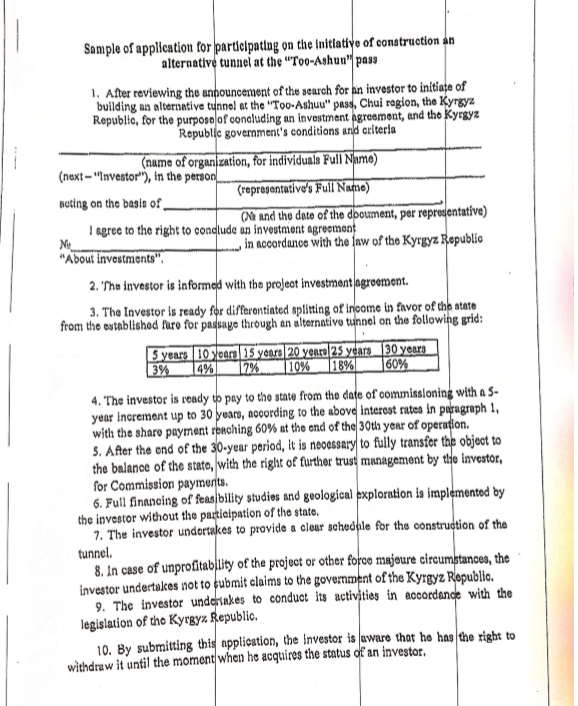 Sample of application for participating on the initiative of construction an
alternative tunnel at the "Too-Ashun" pass
1. After reviewing the announcement of the search for an investor to initiate of
building an alternative tunnel at the "Too-Ashuu" pass, Chui region, the Kyrgyz
Republic, for the purpose of concluding an investment agreement, and the Kyrgyz
Republic government's conditions and criteria
(name of organization, for individuals Full Name)
(next – "Investor"), in the person
(representative's Full Name)
acting on the basis of
(№ and the date of the document, per representative)
I agree to the right to conclude an investment agreement
№ , in accordance with the law of the Kyrgyz Republic
"About investments".
2. The investor is informed with the project investment agreement.
3. The Investor is ready for differentiated splitting of income in favor of the state
from the established fare for passage through an alternative tunnel on the following grid:
5 years 10 years 15 years 20 years 25 years 30 years
3% 4% 7% 10% 18% 60%
4. The investor is ready to pay to the state from the date of commissioning with a 5-
year increment up to 30 years, according to the above interest rates in paragraph 1,
with the share payment reaching 60% at the end of the 30th year of operation.
5. After the end of the 30-year period, it is necessary to fully transfer the object to
the balance of the state, with the right of further trust management by the investor,
for Commission payments.
6. Full financing of feasibility studies and geological exploration is implemented by
the investor without the participation of the state.
7. The investor undertakes to provide a clear schedule for the construction of the
tunnel.
8. In case of unprofitability of the project or other force majeure circumstances, the
investor undertakes not to submit claims to the government of the Kyrgyz Republic.
9. The investor undertakes to conduct its activities in accordance with the
legislation of the Kyrgyz Republic.
10. By submitting this application, the investor is aware that he has the right to
withdraw it until the moment when he acquires the status of an investor.